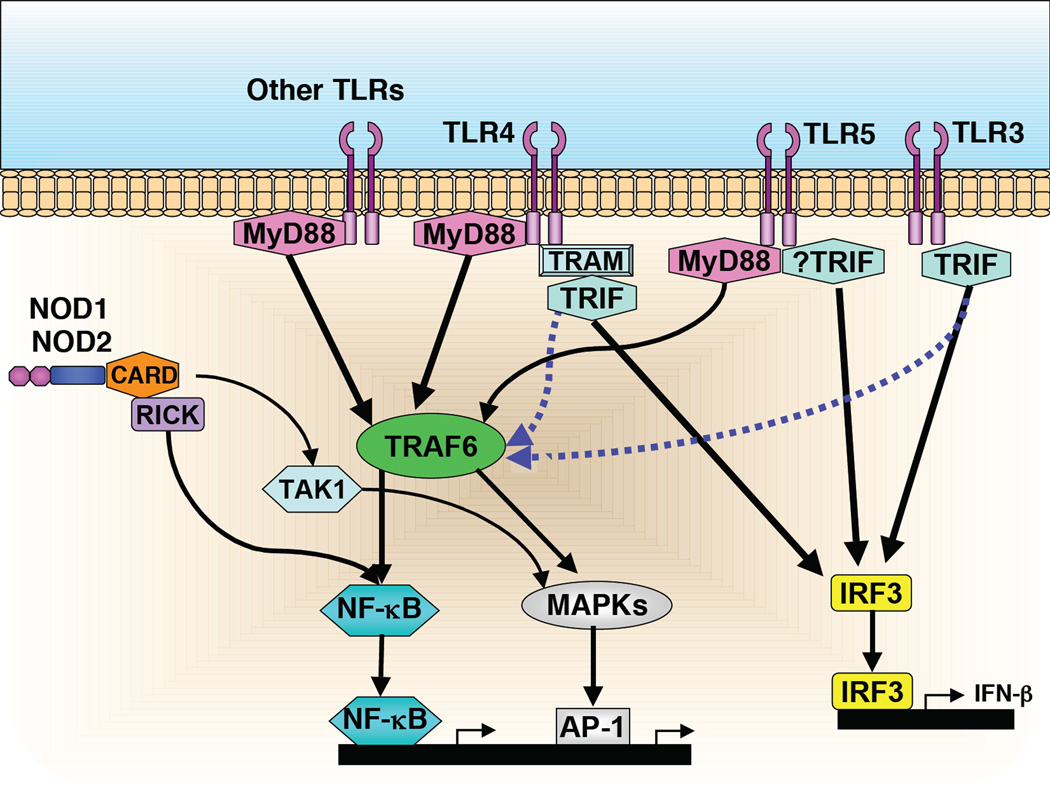 Other TLRs
TLR4
TLR5
TLR3
MyD88
MyD88
TRAM
TRIF
MyD88
?TRIF
TRIF
NOD1
NOD2
CARD
RICK
TRAF6
TAK1
NF-κB
MAPKs
IRF3
NF-κB
AP-1
IRF3
IFN-β